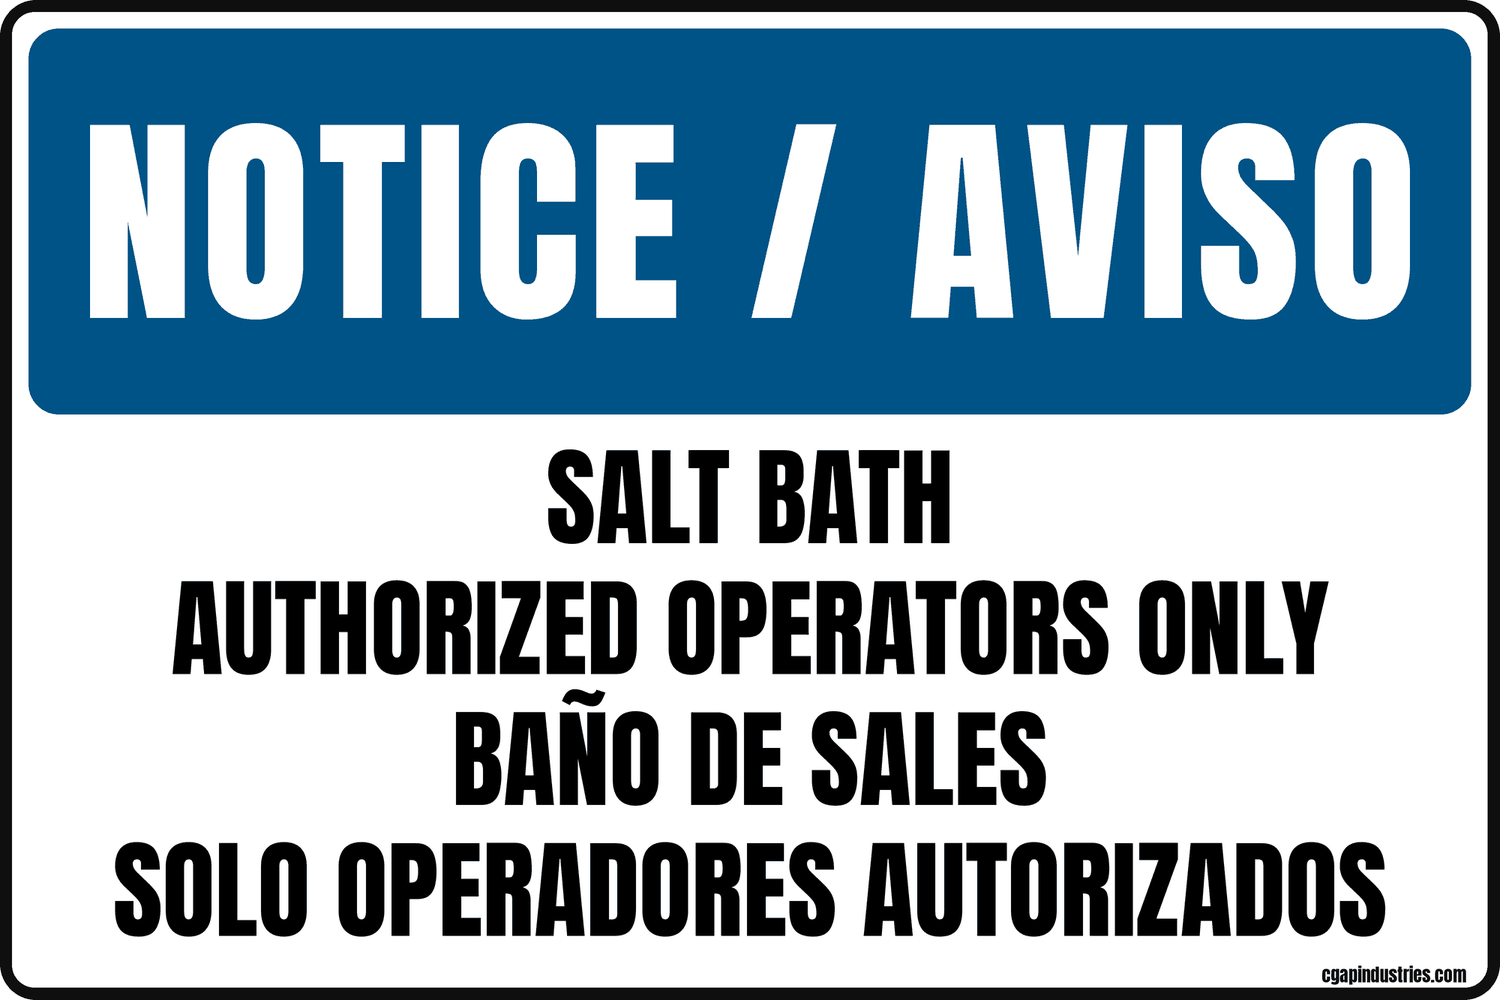 NOTICE / AVISO
SALT BATH
AUTHORIZED OPERATORS ONLY
BAÑO DE SALES
SOLO OPERADORES AUTORIZADOS
cgapindustries.com